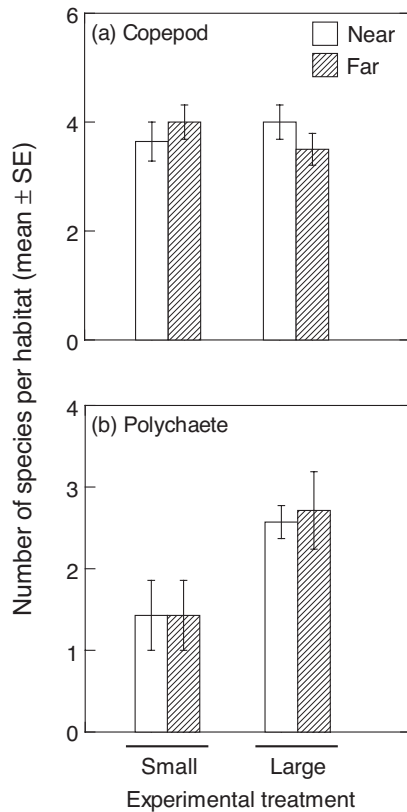 Number of species per habitat (mean ± SE)
(a) Copepod
Near
Far
6
4
2
0
(b) Polychaete
4
3
2
1
0
Small
Large
Experimental treatment